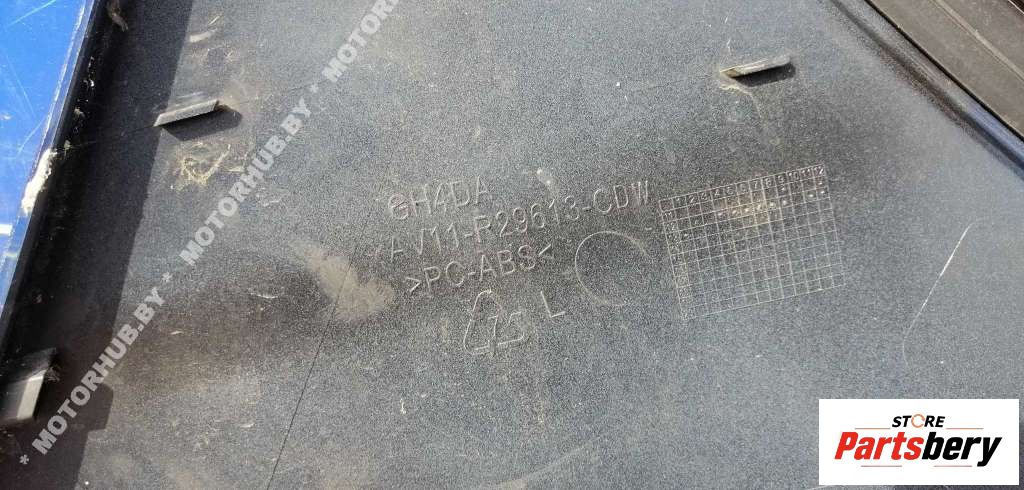 * MOTORHUB.BY * MOTORHUB.BY * MOTORHUB.BY
GH4DA
AV11-R29613-CDW
>PC-ABS<
L
STORE
Partsbery